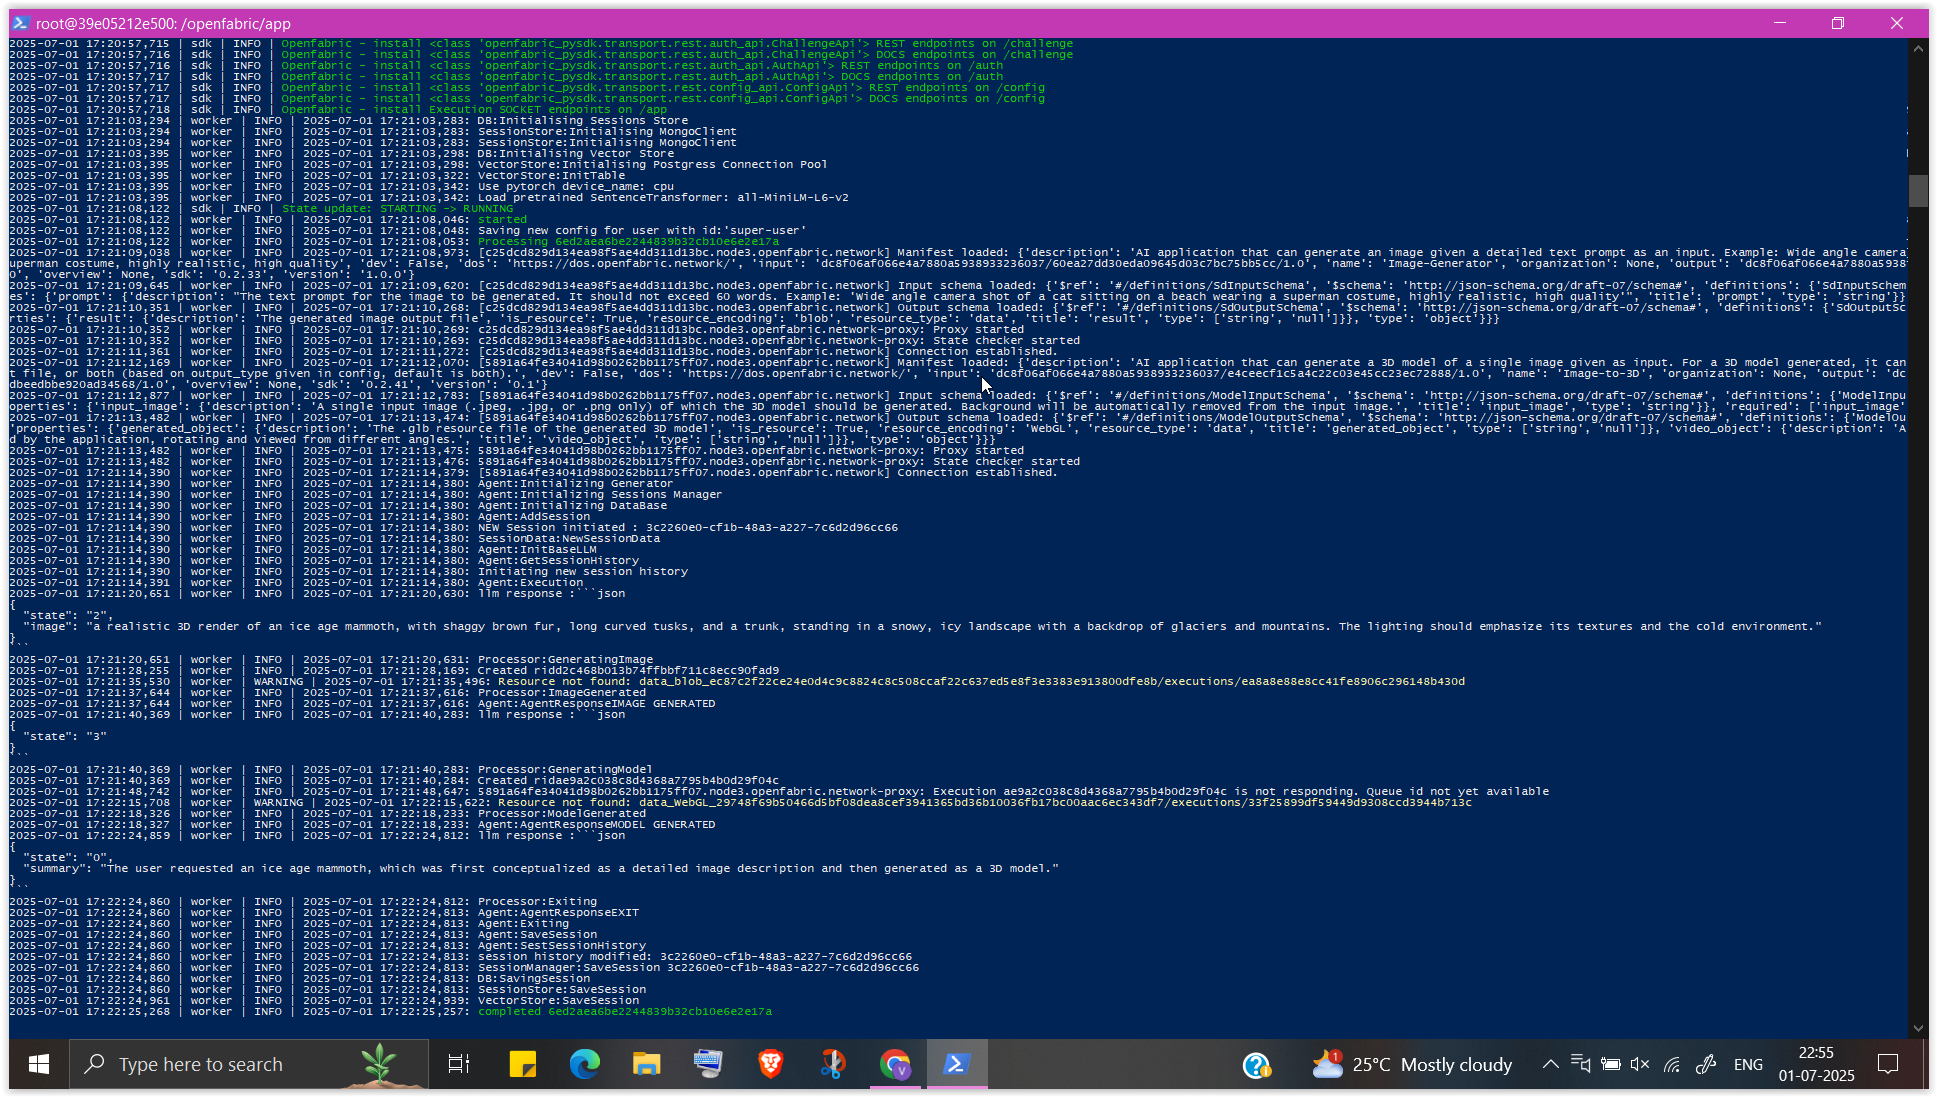 root@39e05212e500: /openfabric/app
2025-07-01 17:20:57,715 | sdk | INFO | Openfabric - install <class 'openfabric_pysdk.transport.rest.auth_api.ChallengeApi'> REST endpoints on /challenge
2025-07-01 17:20:57,716 | sdk | INFO | Openfabric - install <class 'openfabric_pysdk.transport.rest.auth_api.ChallengeApi'> DOCS endpoints on /challenge
2025-07-01 17:20:57,716 | sdk | INFO | Openfabric - install <class 'openfabric_pysdk.transport.rest.auth_api.AuthApi'> REST endpoints on /auth
2025-07-01 17:20:57,717 | sdk | INFO | Openfabric - install <class 'openfabric_pysdk.transport.rest.auth_api.AuthApi'> DOCS endpoints on /auth
2025-07-01 17:20:57,717 | sdk | INFO | Openfabric - install <class 'openfabric_pysdk.transport.rest.config_api.ConfigApi'> REST endpoints on /config
2025-07-01 17:20:57,717 | sdk | INFO | Openfabric - install <class 'openfabric_pysdk.transport.rest.config_api.ConfigApi'> DOCS endpoints on /config
2025-07-01 17:20:57,718 | sdk | INFO | Openfabric - install Execution SOCKET endpoints on /app
2025-07-01 17:21:03,294 | worker | INFO | 2025-07-01 17:21:03,283: DB:Initialising Sessions Store
2025-07-01 17:21:03,294 | worker | INFO | 2025-07-01 17:21:03,283: SessionStore:Initialising MongoClient
2025-07-01 17:21:03,294 | worker | INFO | 2025-07-01 17:21:03,283: SessionStore:Initialising MongoClient
2025-07-01 17:21:03,395 | worker | INFO | 2025-07-01 17:21:03,298: DB:Initialising Vector Store
2025-07-01 17:21:03,395 | worker | INFO | 2025-07-01 17:21:03,298: VectorStore:Initialising Postgress Connection Pool
2025-07-01 17:21:03,395 | worker | INFO | 2025-07-01 17:21:03,322: VectorStore:InitTable
2025-07-01 17:21:03,395 | worker | INFO | 2025-07-01 17:21:03,342: Use pytorch device_name: cpu
2025-07-01 17:21:03,395 | worker | INFO | 2025-07-01 17:21:03,342: Load pretrained SentenceTransformer: all-MiniLM-L6-v2
2025-07-01 17:21:08,122 | sdk | INFO | State update: STARTING -> RUNNING
2025-07-01 17:21:08,122 | worker | INFO | 2025-07-01 17:21:08,046: started
2025-07-01 17:21:08,122 | worker | INFO | 2025-07-01 17:21:08,048: Saving new config for user with id:'super-user'
2025-07-01 17:21:08,122 | worker | INFO | 2025-07-01 17:21:08,053: Processing 6ed2aea6be2244839b32cb10e6e2e17a
2025-07-01 17:21:09,038 | worker | INFO | 2025-07-01 17:21:08,973: [c25dcd829d134ea98f5ae4dd311d13bc.node3.openfabric.network] Manifest loaded: {'description': 'AI application that can generate an image given a detailed text prompt as an input. Example: Wide angle camera
uperman costume, highly realistic, high quality', 'dev': False, 'dos': 'https://dos.openfabric.network/', 'input': 'dc8f06af066e4a7880a5938933236037/60ea27dd30eda09645d03c7bc75bb5cc/1.0', 'name': 'Image-Generator', 'organization': None, 'output': 'dc8f06af066e4a7880a5938
0', 'overview': None, 'sdk': '0.2.33', 'version': '1.0.0'}
2025-07-01 17:21:09,645 | worker | INFO | 2025-07-01 17:21:09,620: [c25dcd829d134ea98f5ae4dd311d13bc.node3.openfabric.network] Input schema loaded: {'$ref': '#/definitions/SdInputSchema', '$schema': 'http://json-schema.org/draft-07/schema#', 'definitions': {'SdInputSchem
es': {'prompt': {'description': "The text prompt for the image to be generated. It should not exceed 60 words. Example: 'Wide angle camera shot of a cat sitting on a beach wearing a superman costume, highly realistic, high quality'", 'title': 'prompt', 'type': 'string'}}
2025-07-01 17:21:10,351 | worker | INFO | 2025-07-01 17:21:10,268: [c25dcd829d134ea98f5ae4dd311d13bc.node3.openfabric.network] Output schema loaded: {'$ref': '#/definitions/SdOutputSchema', '$schema': 'http://json-schema.org/draft-07/schema#', 'definitions': {'SdOutputSc
rties': {'result': {'description': 'The generated image output file', 'is_resource': True, 'resource_encoding': 'blob', 'resource_type': 'data', 'title': 'result', 'type': ['string', 'null']}}, 'type': 'object'}}}
2025-07-01 17:21:10,352 | worker | INFO | 2025-07-01 17:21:10,269: c25dcd829d134ea98f5ae4dd311d13bc.node3.openfabric.network-proxy: Proxy started
2025-07-01 17:21:10,352 | worker | INFO | 2025-07-01 17:21:10,269: c25dcd829d134ea98f5ae4dd311d13bc.node3.openfabric.network-proxy: State checker started
2025-07-01 17:21:11,361 | worker | INFO | 2025-07-01 17:21:11,272: [c25dcd829d134ea98f5ae4dd311d13bc.node3.openfabric.network] Connection established.
2025-07-01 17:21:12,169 | worker | INFO | 2025-07-01 17:21:12,070: [5891a64fe34041d98b0262bb1175ff07.node3.openfabric.network] Manifest loaded: {'description': 'AI application that can generate a 3D model of a single image given as input. For a 3D model generated, it can
t file, or both (based on output_type given in config, default is both).', 'dev': False, 'dos': 'https://dos.openfabric.network/', 'input': 'dc8f06af066e4a7880a5938933236037/e4ceecf1c5a4c22c03e45cc23ec72888/1.0', 'name': 'Image-to-3D', 'organization': None, 'output': 'dc
dbeedbbe920ad34568/1.0', 'overview': None, 'sdk': '0.2.41', 'version': '0.1'}
2025-07-01 17:21:12,877 | worker | INFO | 2025-07-01 17:21:12,783: [5891a64fe34041d98b0262bb1175ff07.node3.openfabric.network] Input schema loaded: {'$ref': '#/definitions/ModelInputSchema', '$schema': 'http://json-schema.org/draft-07/schema#', 'definitions': {'ModelInpu
operties': {'input_image': {'description': 'A single input image (.jpeg, .jpg, or .png only) of which the 3D model should be generated. Background will be automatically removed from the input image.', 'title': 'input_image', 'type': 'string'}}, 'required': ['input_image'
2025-07-01 17:21:13,482 | worker | INFO | 2025-07-01 17:21:13,474: [5891a64fe34041d98b0262bb1175ff07.node3.openfabric.network] Output schema loaded: {'$ref': '#/definitions/ModelOutputSchema', '$schema': 'http://json-schema.org/draft-07/schema#', 'definitions': {'ModelOu
'properties': {'generated_object': {'description': 'The .glb resource file of the generated 3D model', 'is_resource': True, 'resource_encoding': 'WebGL', 'resource_type': 'data', 'title': 'generated_object', 'type': ['string', 'null']}, 'video_object': {'description': 'A
d by the application, rotating and viewed from different angles.', 'title': 'video_object', 'type': ['string', 'null']}}, 'type': 'object'}}}
2025-07-01 17:21:13,482 | worker | INFO | 2025-07-01 17:21:13,475: 5891a64fe34041d98b0262bb1175ff07.node3.openfabric.network-proxy: Proxy started
2025-07-01 17:21:13,482 | worker | INFO | 2025-07-01 17:21:13,476: 5891a64fe34041d98b0262bb1175ff07.node3.openfabric.network-proxy: State checker started
2025-07-01 17:21:14,390 | worker | INFO | 2025-07-01 17:21:14,379: [5891a64fe34041d98b0262bb1175ff07.node3.openfabric.network] Connection established.
2025-07-01 17:21:14,390 | worker | INFO | 2025-07-01 17:21:14,380: Agent:Initializing Generator
2025-07-01 17:21:14,390 | worker | INFO | 2025-07-01 17:21:14,380: Agent:Initializing Sessions Manager
2025-07-01 17:21:14,390 | worker | INFO | 2025-07-01 17:21:14,380: Agent:Initializing DataBase
2025-07-01 17:21:14,390 | worker | INFO | 2025-07-01 17:21:14,380: Agent:AddSession
2025-07-01 17:21:14,390 | worker | INFO | 2025-07-01 17:21:14,380: NEW Session initiated : 3c2260e0-cf1b-48a3-a227-7c6d2d96cc66
2025-07-01 17:21:14,390 | worker | INFO | 2025-07-01 17:21:14,380: SessionData:NewSessionData
2025-07-01 17:21:14,390 | worker | INFO | 2025-07-01 17:21:14,380: Agent:InitBaseLLM
2025-07-01 17:21:14,390 | worker | INFO | 2025-07-01 17:21:14,380: Agent:GetSessionHistory
2025-07-01 17:21:14,390 | worker | INFO | 2025-07-01 17:21:14,380: Initiating new session history
2025-07-01 17:21:14,391 | worker | INFO | 2025-07-01 17:21:14,380: Agent:Execution
2025-07-01 17:21:20,651 | worker | INFO | 2025-07-01 17:21:20,630: llm response :```json
{
"state": "2",
"image": "a realistic 3D render of an ice age mammoth, with shaggy brown fur, long curved tusks, and a trunk, standing in a snowy, icy landscape with a backdrop of glaciers and mountains. The lighting should emphasize its textures and the cold environment."
}
```
2025-07-01 17:21:20,651 | worker | INFO | 2025-07-01 17:21:20,631: Processor:GeneratingImage
2025-07-01 17:21:28,255 | worker | INFO | 2025-07-01 17:21:28,169: Created ridd2c468b013b74ffbbf711c8ecc90fad9
2025-07-01 17:21:35,530 | worker | WARNING | 2025-07-01 17:21:35,496: Resource not found: data_blob_ec87c2f22ce24e0d4c9c8824c8c508ccaf22c637ed5e8f3e3383e913800dfe8b/executions/ea8a8e88e8cc41fe8906c296148b430d
2025-07-01 17:21:37,644 | worker | INFO | 2025-07-01 17:21:37,616: Processor:ImageGenerated
2025-07-01 17:21:37,644 | worker | INFO | 2025-07-01 17:21:37,616: Agent:AgentResponseIMAGE GENERATED
2025-07-01 17:21:40,369 | worker | INFO | 2025-07-01 17:21:40,283: llm response :```json
{
"state": "3"
}
```
2025-07-01 17:21:40,369 | worker | INFO | 2025-07-01 17:21:40,283: Processor:GeneratingModel
2025-07-01 17:21:40,369 | worker | INFO | 2025-07-01 17:21:40,284: Created ridae9a2c038c8d4368a7795b4b0d29f04c
2025-07-01 17:21:48,742 | worker | INFO | 2025-07-01 17:21:48,647: 5891a64fe34041d98b0262bb1175ff07.node3.openfabric.network-proxy: Execution ae9a2c038c8d4368a7795b4b0d29f04c is not responding. Queue id not yet available
2025-07-01 17:22:15,708 | worker | WARNING | 2025-07-01 17:22:15,622: Resource not found: data_WebGL_29748f69b50466d5bf08dea8cef3941365bd36b10036fb17bc00aac6ec343df7/executions/33f25899df59449d9308ccd3944b713c
2025-07-01 17:22:18,326 | worker | INFO | 2025-07-01 17:22:18,233: Processor:ModelGenerated
2025-07-01 17:22:18,327 | worker | INFO | 2025-07-01 17:22:18,233: Agent:AgentResponseMODEL GENERATED
2025-07-01 17:22:24,859 | worker | INFO | 2025-07-01 17:22:24,812: llm response :```json
{
"state": "0",
"summary": "The user requested an ice age mammoth, which was first conceptualized as a detailed image description and then generated as a 3D model."
}
```
2025-07-01 17:22:24,860 | worker | INFO | 2025-07-01 17:22:24,812: Processor:Exiting
2025-07-01 17:22:24,860 | worker | INFO | 2025-07-01 17:22:24,813: Agent:AgentResponseEXIT
2025-07-01 17:22:24,860 | worker | INFO | 2025-07-01 17:22:24,813: Agent:Exiting
2025-07-01 17:22:24,860 | worker | INFO | 2025-07-01 17:22:24,813: Agent:SaveSession
2025-07-01 17:22:24,860 | worker | INFO | 2025-07-01 17:22:24,813: Agent:SestSessionHistory
2025-07-01 17:22:24,860 | worker | INFO | 2025-07-01 17:22:24,813: session history modified: 3c2260e0-cf1b-48a3-a227-7c6d2d96cc66
2025-07-01 17:22:24,860 | worker | INFO | 2025-07-01 17:22:24,813: SessionManager:SaveSession 3c2260e0-cf1b-48a3-a227-7c6d2d96cc66
2025-07-01 17:22:24,860 | worker | INFO | 2025-07-01 17:22:24,813: DB:SavingSession
2025-07-01 17:22:24,860 | worker | INFO | 2025-07-01 17:22:24,813: SessionStore:SaveSession
2025-07-01 17:22:24,961 | worker | INFO | 2025-07-01 17:22:24,939: VectorStore:SaveSession
2025-07-01 17:22:25,268 | worker | INFO | 2025-07-01 17:22:25,257: completed 6ed2aea6be2244839b32cb10e6e2e17a
Type here to search
25°C Mostly cloudy
ENG
22:55
01-07-2025